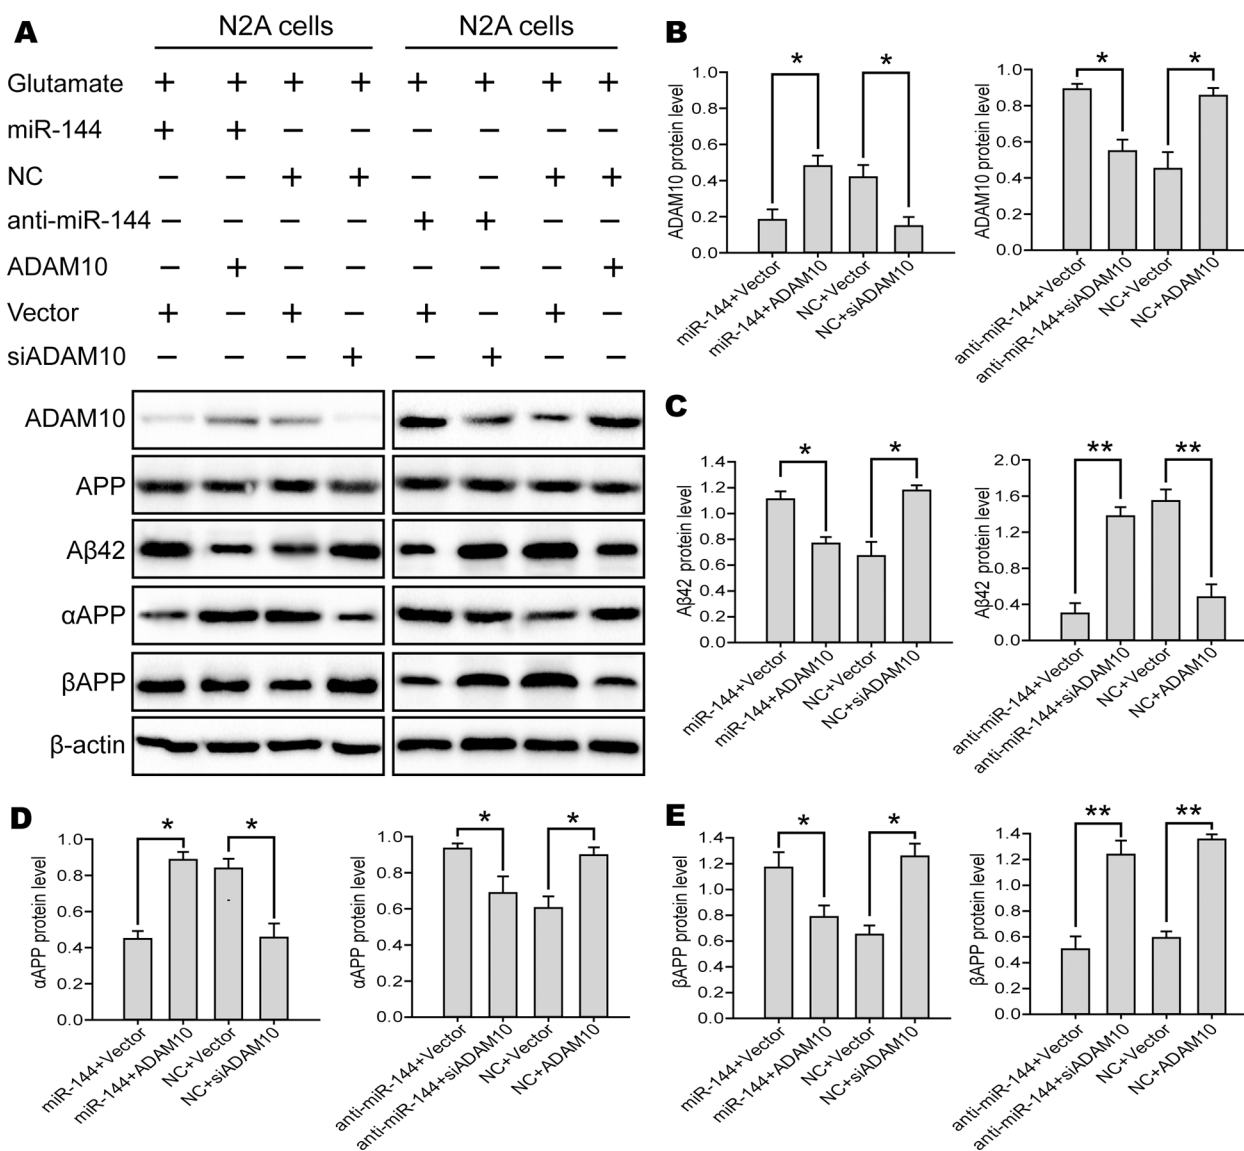 A
N2A cells N2A cells
Glutamate + + + + + + + +
miR-144 + + – – – – – –
NC – – + + – – + +
anti-miR-144 – – – – + + – –
ADAM10 – + – – – – – +
Vector + – + – + – + –
siADAM10 – – – + – + – –
ADAM10
APP
Aβ42
αAPP
βAPP
β-actin
B
ADAM10 protein level
1.0
0.8
0.6
0.4
0.2
0.0
* *
miR-144+Vector
miR-144+ADAM10
NC+Vector
NC+siADAM10
ADAM10 protein level
1.0
0.8
0.6
0.4
0.2
0.0
* *
anti-miR-144+Vector
anti-miR-144+siADAM10
NC+Vector
NC+ADAM10
C
Aβ42 protein level
1.4
1.2
1.0
0.8
0.6
0.4
0.2
0.0
* *
miR-144+Vector
miR-144+ADAM10
NC+Vector
NC+siADAM10
Aβ42 protein level
2.0
1.6
1.2
0.8
0.4
0.0
** **
anti-miR-144+Vector
anti-miR-144+siADAM10
NC+Vector
NC+ADAM10
D
αAPP protein level
1.0
0.8
0.6
0.4
0.2
0.0
* *
miR-144+Vector
miR-144+ADAM10
NC+Vector
NC+siADAM10
αAPP protein level
1.0
0.8
0.6
0.4
0.2
0.0
* *
anti-miR-144+Vector
anti-miR-144+siADAM10
NC+Vector
NC+ADAM10
E
βAPP protein level
1.4
1.2
1.0
0.8
0.6
0.4
0.2
0.0
* *
miR-144+Vector
miR-144+ADAM10
NC+Vector
NC+siADAM10
βAPP protein level
1.4
1.2
1.0
0.8
0.6
0.4
0.2
0.0
** **
anti-miR-144+Vector
anti-miR-144+siADAM10
NC+Vector
NC+ADAM10